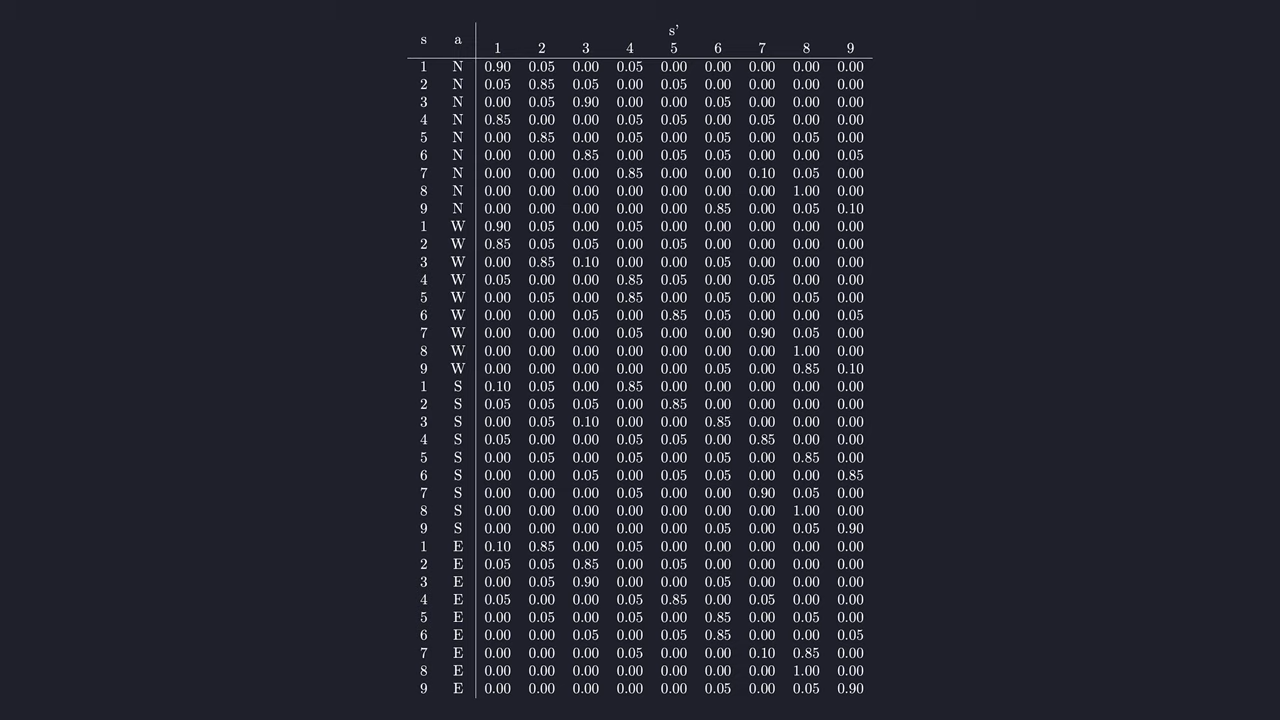 s'
s a 1 2 3 4 5 6 7 8 9
1 N 0.90 0.05 0.00 0.05 0.00 0.00 0.00 0.00 0.00
2 N 0.05 0.85 0.05 0.00 0.05 0.00 0.00 0.00 0.00
3 N 0.00 0.05 0.90 0.00 0.00 0.05 0.00 0.00 0.00
4 N 0.85 0.00 0.00 0.05 0.05 0.00 0.05 0.00 0.00
5 N 0.00 0.85 0.00 0.05 0.00 0.05 0.00 0.05 0.00
6 N 0.00 0.00 0.85 0.00 0.05 0.05 0.00 0.00 0.05
7 N 0.00 0.00 0.00 0.85 0.00 0.00 0.10 0.05 0.00
8 N 0.00 0.00 0.00 0.00 0.00 0.00 0.00 1.00 0.00
9 N 0.00 0.00 0.00 0.00 0.00 0.85 0.00 0.05 0.10
1 W 0.90 0.05 0.00 0.05 0.00 0.00 0.00 0.00 0.00
2 W 0.85 0.05 0.05 0.00 0.05 0.00 0.00 0.00 0.00
3 W 0.00 0.85 0.10 0.00 0.00 0.05 0.00 0.00 0.00
4 W 0.05 0.00 0.00 0.85 0.05 0.00 0.05 0.00 0.00
5 W 0.00 0.05 0.00 0.85 0.00 0.05 0.00 0.05 0.00
6 W 0.00 0.00 0.05 0.00 0.85 0.05 0.00 0.00 0.05
7 W 0.00 0.00 0.00 0.05 0.00 0.00 0.90 0.05 0.00
8 W 0.00 0.00 0.00 0.00 0.00 0.00 0.00 1.00 0.00
9 W 0.00 0.00 0.00 0.00 0.00 0.05 0.00 0.85 0.10
1 S 0.10 0.05 0.00 0.85 0.00 0.00 0.00 0.00 0.00
2 S 0.05 0.05 0.05 0.00 0.85 0.00 0.00 0.00 0.00
3 S 0.00 0.05 0.10 0.00 0.00 0.85 0.00 0.00 0.00
4 S 0.05 0.00 0.00 0.05 0.05 0.00 0.85 0.00 0.00
5 S 0.00 0.05 0.00 0.05 0.00 0.05 0.00 0.85 0.00
6 S 0.00 0.00 0.05 0.00 0.05 0.05 0.00 0.00 0.85
7 S 0.00 0.00 0.00 0.05 0.00 0.00 0.90 0.05 0.00
8 S 0.00 0.00 0.00 0.00 0.00 0.00 0.00 1.00 0.00
9 S 0.00 0.00 0.00 0.00 0.00 0.05 0.00 0.05 0.90
1 E 0.10 0.85 0.00 0.05 0.00 0.00 0.00 0.00 0.00
2 E 0.05 0.05 0.85 0.00 0.05 0.00 0.00 0.00 0.00
3 E 0.00 0.05 0.90 0.00 0.00 0.05 0.00 0.00 0.00
4 E 0.05 0.00 0.00 0.05 0.85 0.00 0.05 0.00 0.00
5 E 0.00 0.05 0.00 0.05 0.00 0.85 0.00 0.05 0.00
6 E 0.00 0.00 0.05 0.00 0.05 0.85 0.00 0.00 0.05
7 E 0.00 0.00 0.00 0.05 0.00 0.00 0.10 0.85 0.00
8 E 0.00 0.00 0.00 0.00 0.00 0.00 0.00 1.00 0.00
9 E 0.00 0.00 0.00 0.00 0.00 0.05 0.00 0.05 0.90